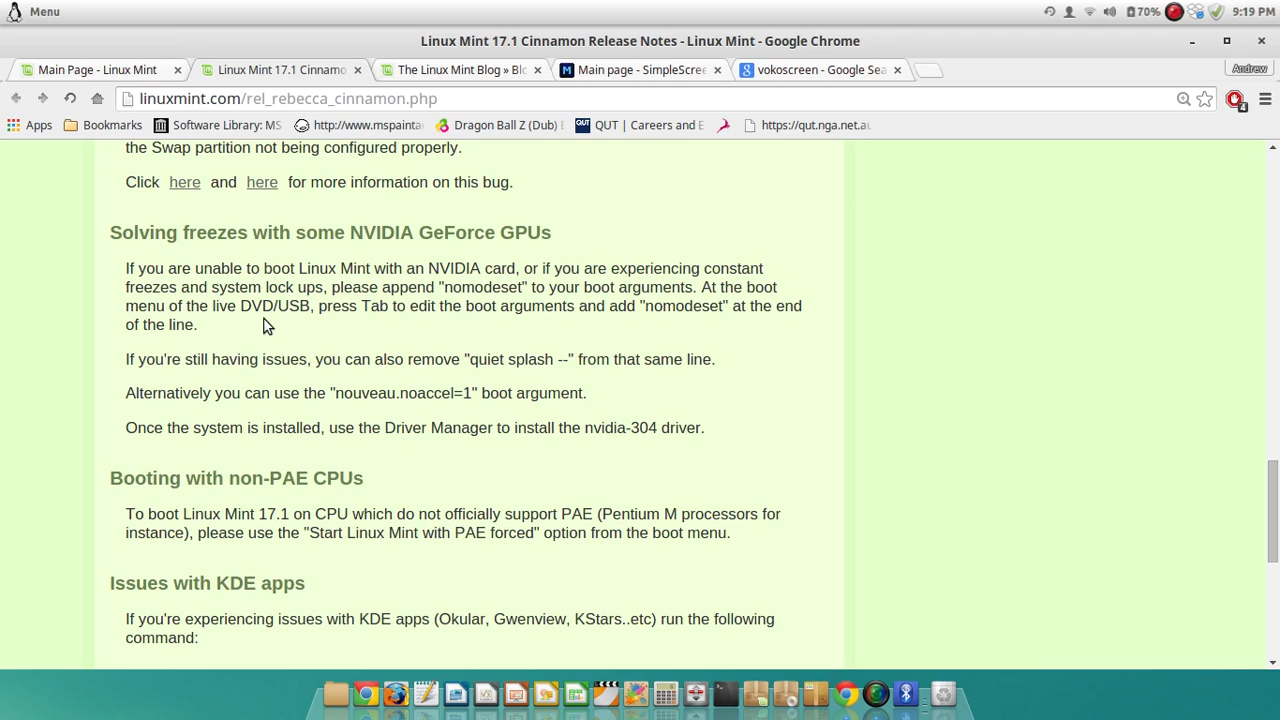 Menu
70%
9:19 PM
Linux Mint 17.1 Cinnamon Release Notes - Linux Mint - Google Chrome
Main Page - Linux Mint
Linux Mint 17.1 Cinnamo
The Linux Mint Blog » Blo
Main page - SimpleScree
vokoscreen - Google Sea
Andrew
linuxmint.com/rel_rebecca_cinnamon.php
4
Apps
Bookmarks
Software Library: MS
http://www.mspainta
Dragon Ball Z (Dub) E
QUT | Careers and E
https://qut.nga.net.au
the Swap partition not being configured properly.
Click here and here for more information on this bug.
Solving freezes with some NVIDIA GeForce GPUs
If you are unable to boot Linux Mint with an NVIDIA card, or if you are experiencing constant
freezes and system lock ups, please append "nomodeset" to your boot arguments. At the boot
menu of the live DVD/USB, press Tab to edit the boot arguments and add "nomodeset" at the end
of the line.
If you're still having issues, you can also remove "quiet splash --" from that same line.
Alternatively you can use the "nouveau.noaccel=1" boot argument.
Once the system is installed, use the Driver Manager to install the nvidia-304 driver.
Booting with non-PAE CPUs
To boot Linux Mint 17.1 on CPU which do not officially support PAE (Pentium M processors for
instance), please use the "Start Linux Mint with PAE forced" option from the boot menu.
Issues with KDE apps
If you're experiencing issues with KDE apps (Okular, Gwenview, KStars..etc) run the following
command: